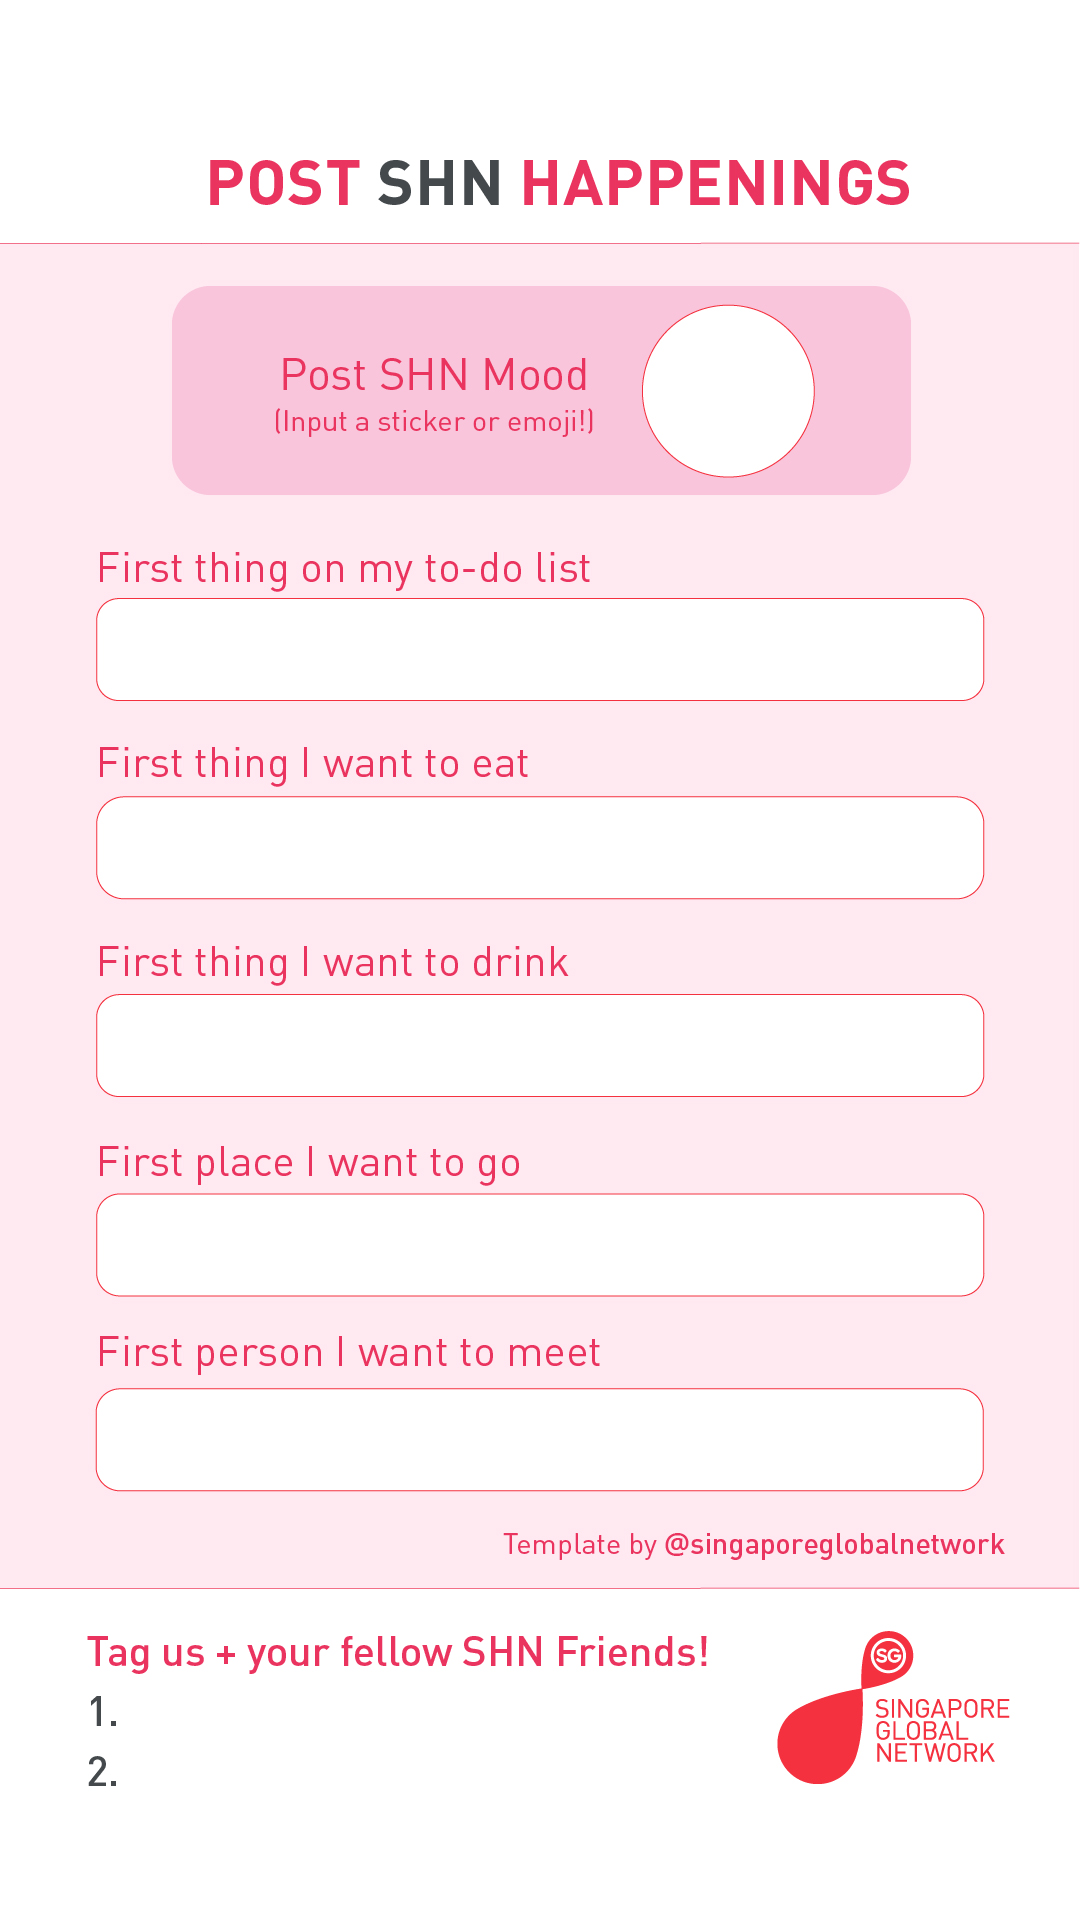 POST SHN HAPPENINGS
Post SHN Mood
(Input a sticker or emoji!)
First thing on my to-do list
First thing I want to eat
First thing I want to drink
First place I want to go
First person I want to meet
Template by @singaporeglobalnetwork
Tag us + your fellow SHN Friends!
1.
2.
SG
SINGAPORE
GLOBAL
NETWORK